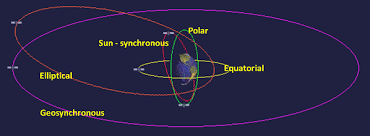 Polar
Sun - synchronous
Equatorial
Elliptical
Geosynchronous